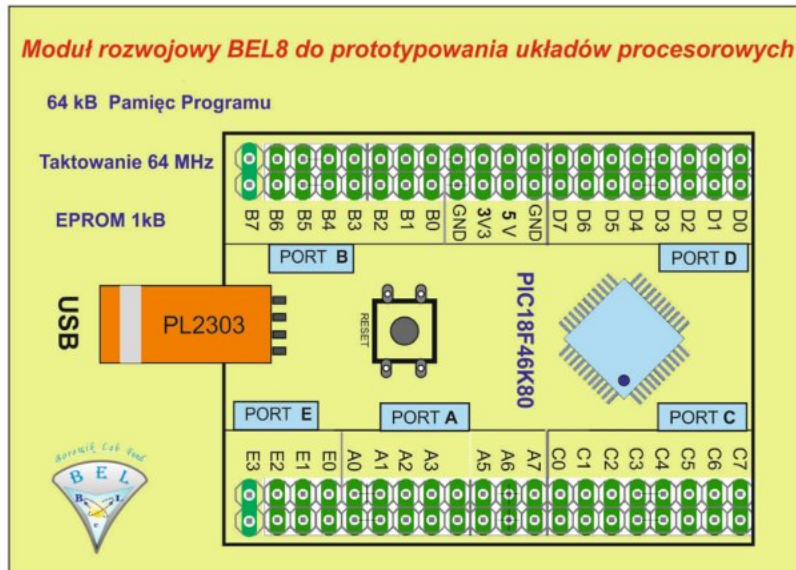 Moduł rozwojowy BEL8 do prototypowania układów procesorowych
64 kB Pamięc Programu
Taktowanie 64 MHz
EPROM 1kB
B7 B6 B5 B4 B3 B2 B1 B0 GND 3V3 5 V GND D7 D6 D5 D4 D3 D2 D1 D0
PORT B
PORT D
USB
PL2303
RESET
PIC18F46K80
PORT E
PORT A
PORT C
E3 E2 E1 E0 A0 A1 A2 A3 A5 A6 A7 C0 C1 C2 C3 C4 C5 C6 C7
Borowik Lab
BEL
B L
e